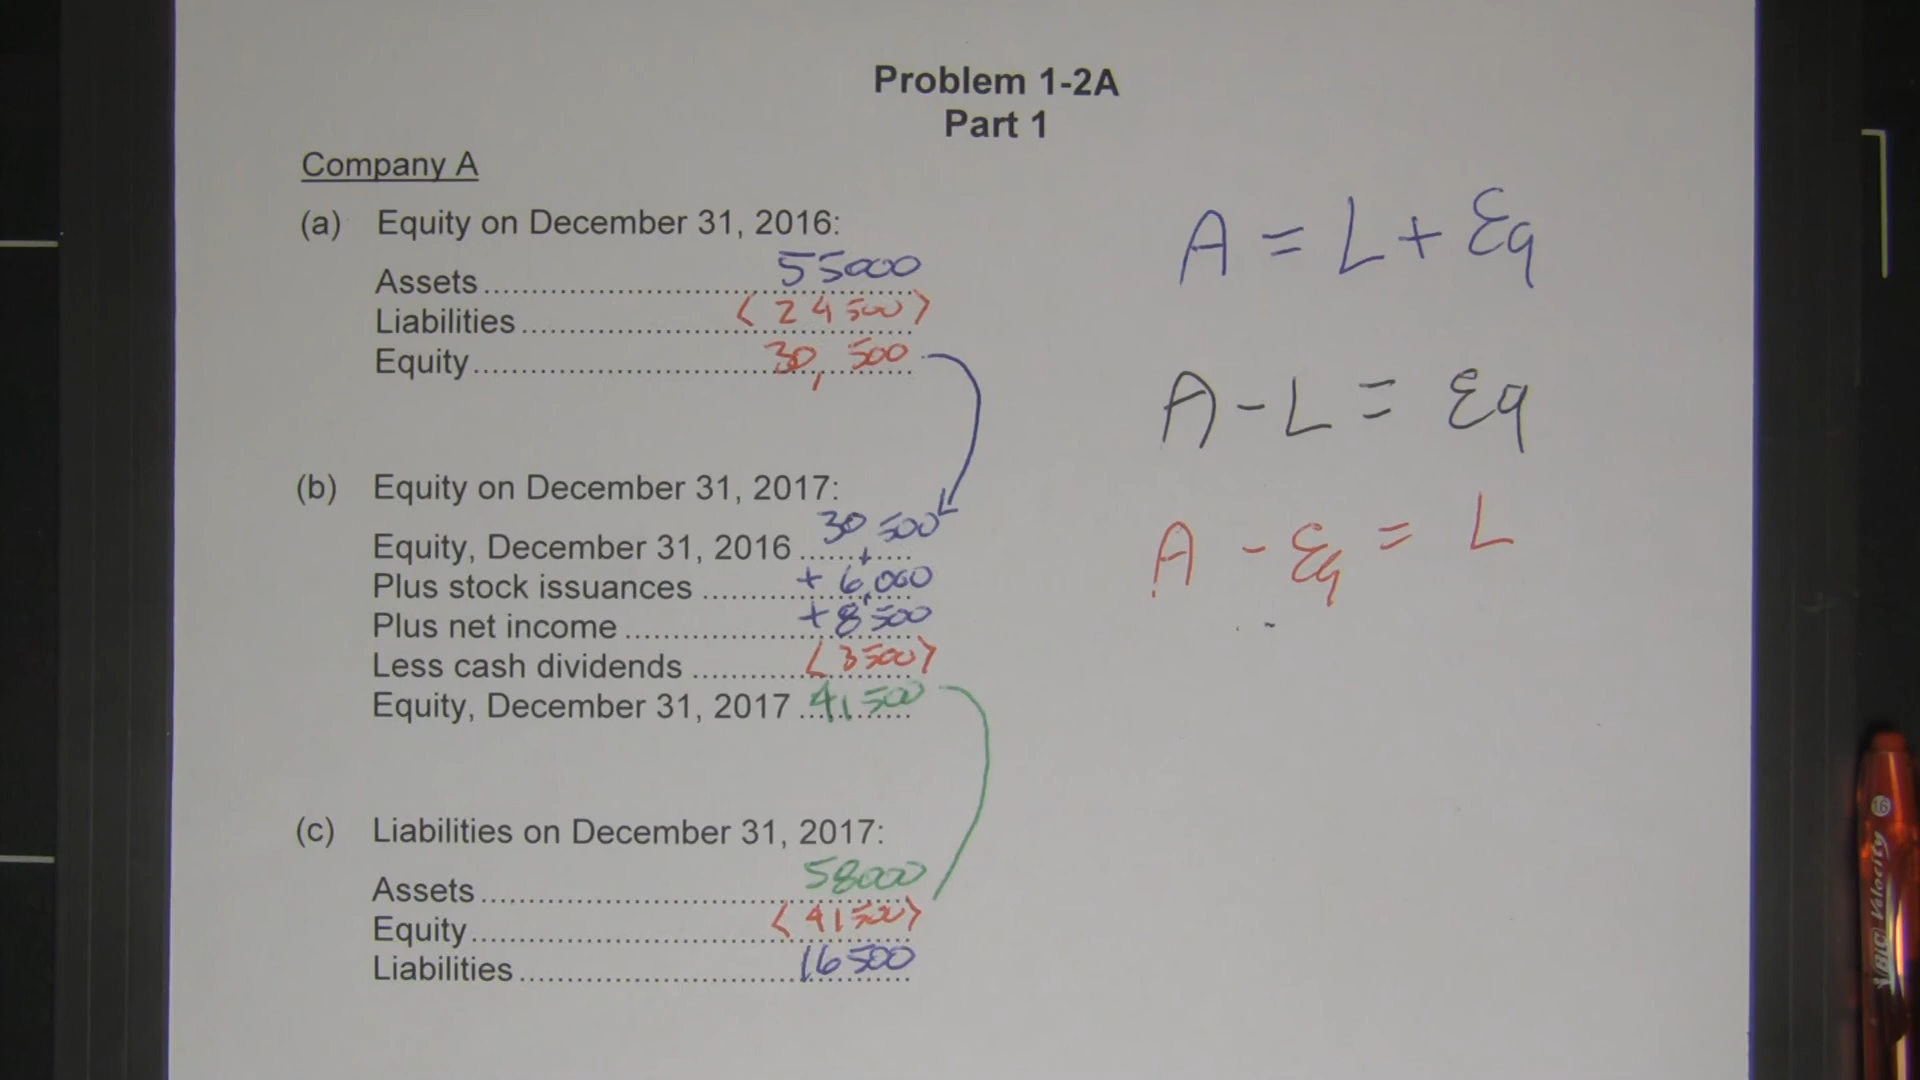 Problem 1-2A
Part 1
Company A
(a) Equity on December 31, 2016:
Assets .................... 55000
Liabilities .................... <24500>
Equity .................... 30,500
(b) Equity on December 31, 2017:
Equity, December 31, 2016 .......... 30,500
Plus stock issuances .......... + 6,000
Plus net income .................... + 8,500
Less cash dividends .......... <3500>
Equity, December 31, 2017 .......... 41,500
(c) Liabilities on December 31, 2017:
Assets .................... 58000
Equity .................... <41500>
Liabilities .................... 16500
A = L + Eq
A - L = Eq
A - Eq = L
BIC Velocity
1.6